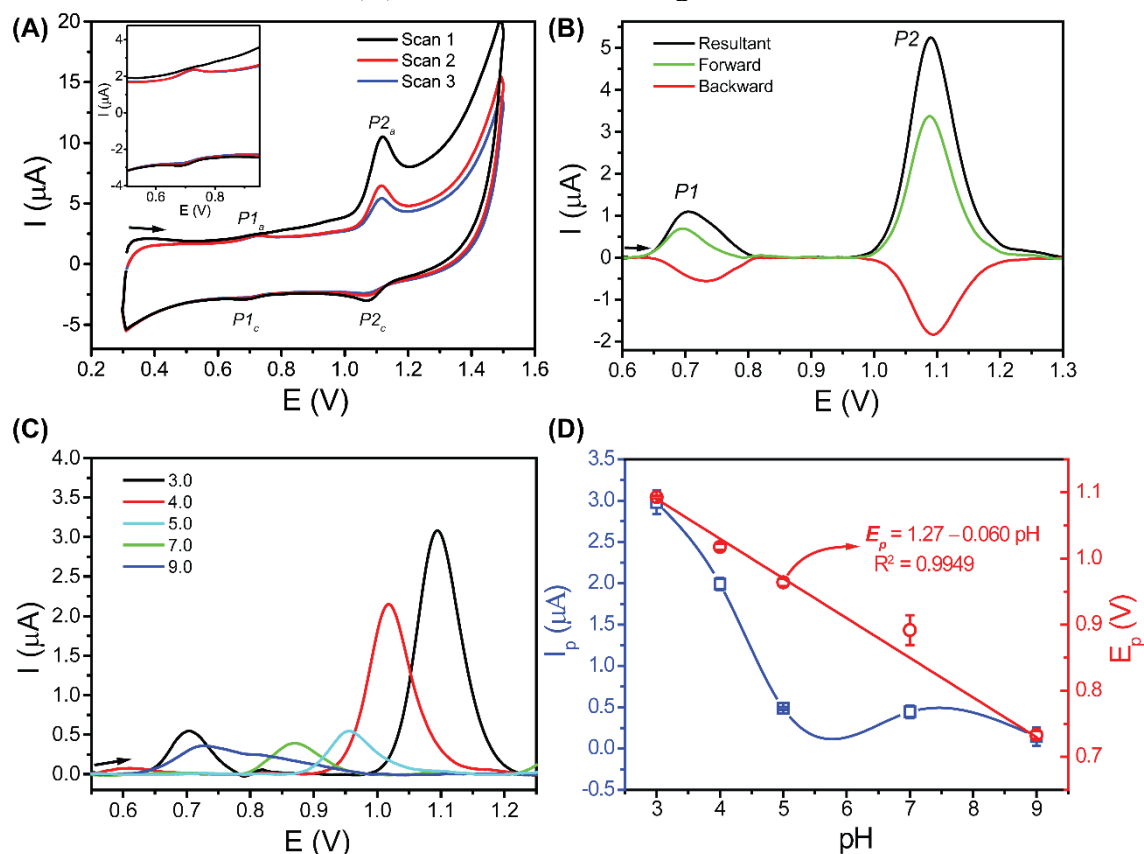 (A)
Scan 1
Scan 2
Scan 3
P2a
P1a
P1c
P2c
I (µA)
20
15
10
5
0
-5
0.2 0.4 0.6 0.8 1.0 1.2 1.4 1.6
E (V)
I (µA)
4
2
0
-2
-4
0.6 0.8
E (V)
(B)
Resultant
Forward
Backward
P2
P1
I (µA)
5
4
3
2
1
0
-1
-2
0.6 0.7 0.8 0.9 1.0 1.1 1.2 1.3
E (V)
(C)
3.0
4.0
5.0
7.0
9.0
I (µA)
4.0
3.5
3.0
2.5
2.0
1.5
1.0
0.5
0.0
0.6 0.7 0.8 0.9 1.0 1.1 1.2
E (V)
(D)
Ep = 1.27 – 0.060 pH
R² = 0.9949
Ip (µA)
3.5
3.0
2.5
2.0
1.5
1.0
0.5
0.0
-0.5
3 4 5 6 7 8 9
pH
1.1
1.0
0.9
0.8
0.7
Ep (V)